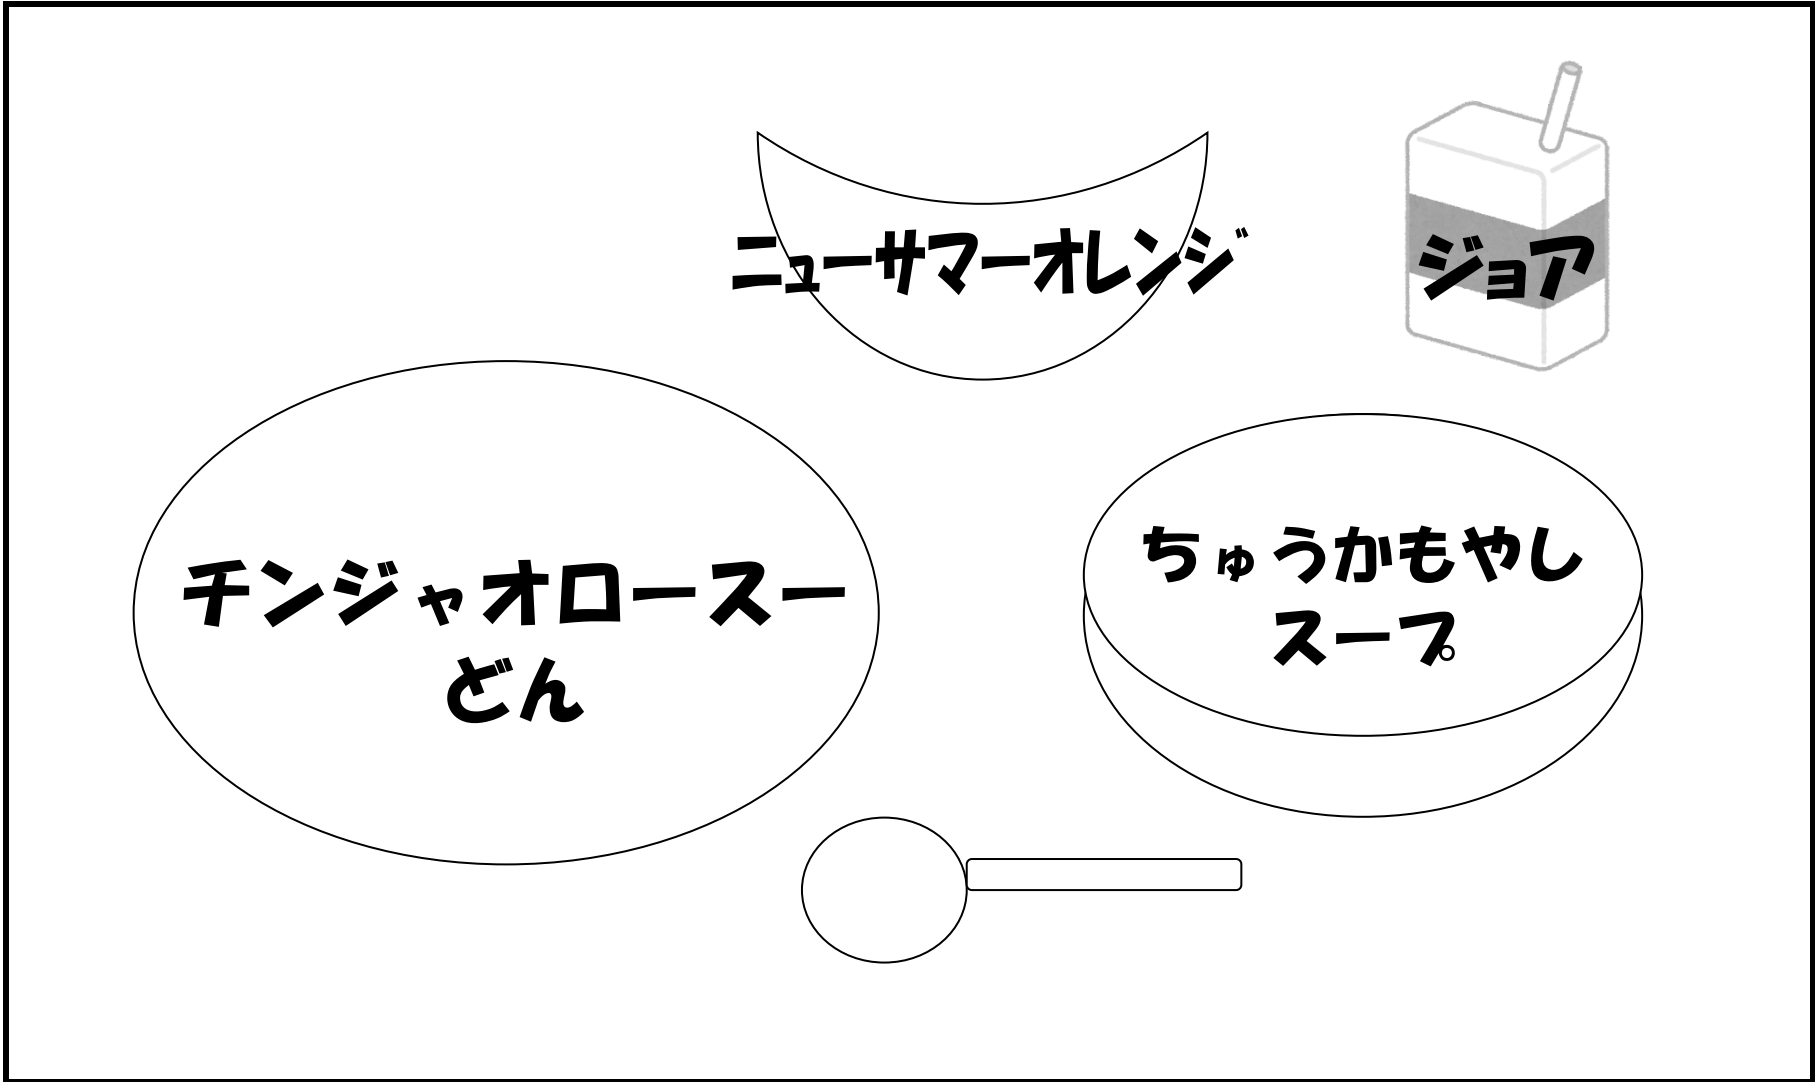 ニューサマーオレンジ
ジョア
チンジャオロースー
どん
ちゅうかもやし
スープ